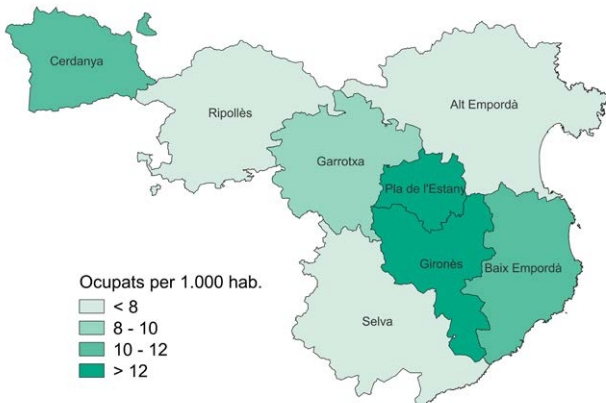 Cerdanya
Ripollès
Alt Empordà
Garrotxa
Pla de l'Estany
Gironès
Baix Empordà
Selva
Ocupats per 1.000 hab.
< 8
8 - 10
10 - 12
> 12